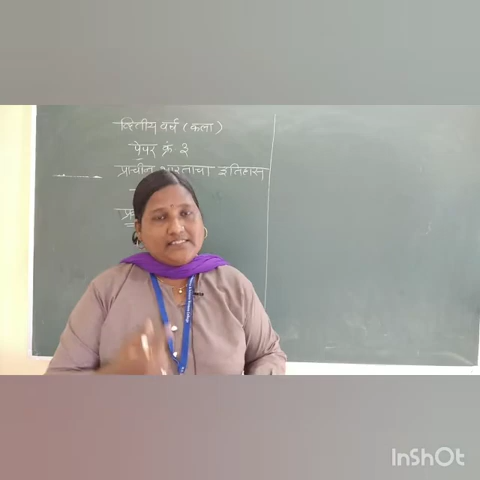 व्दितीय वर्ष (कला)
पेपर क्रं ३
प्राचीन भारताचा इतिहास
InShOt